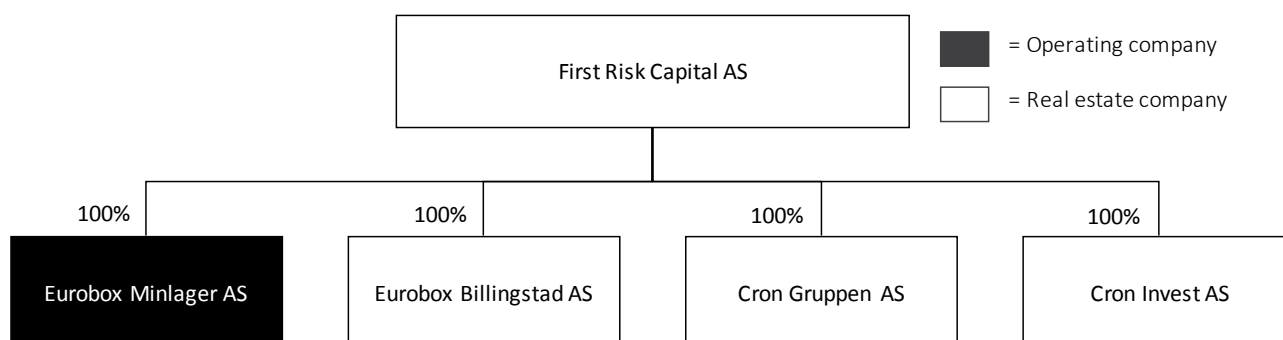 First Risk Capital AS
= Operating company
= Real estate company
100%
100%
100%
100%
Eurobox Minlager AS
Eurobox Billingstad AS
Cron Gruppen AS
Cron Invest AS